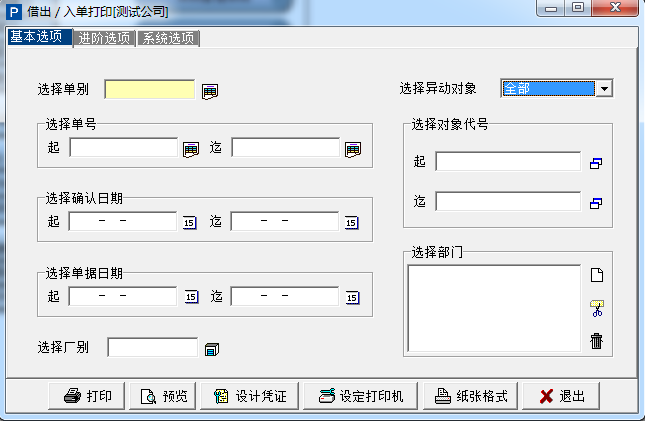 P 借出 / 入单打印[测试公司]
基本选项 进阶选项 系统选项
选择单别 选择异动对象 全部
选择单号
起 迄
选择对象代号
起
迄
选择确认日期
起 - - 15 迄 - - 15
选择部门
选择单据日期
起 - - 15 迄 - - 15
选择厂别
打印 预览 设计凭证 设定打印机 纸张格式 退出